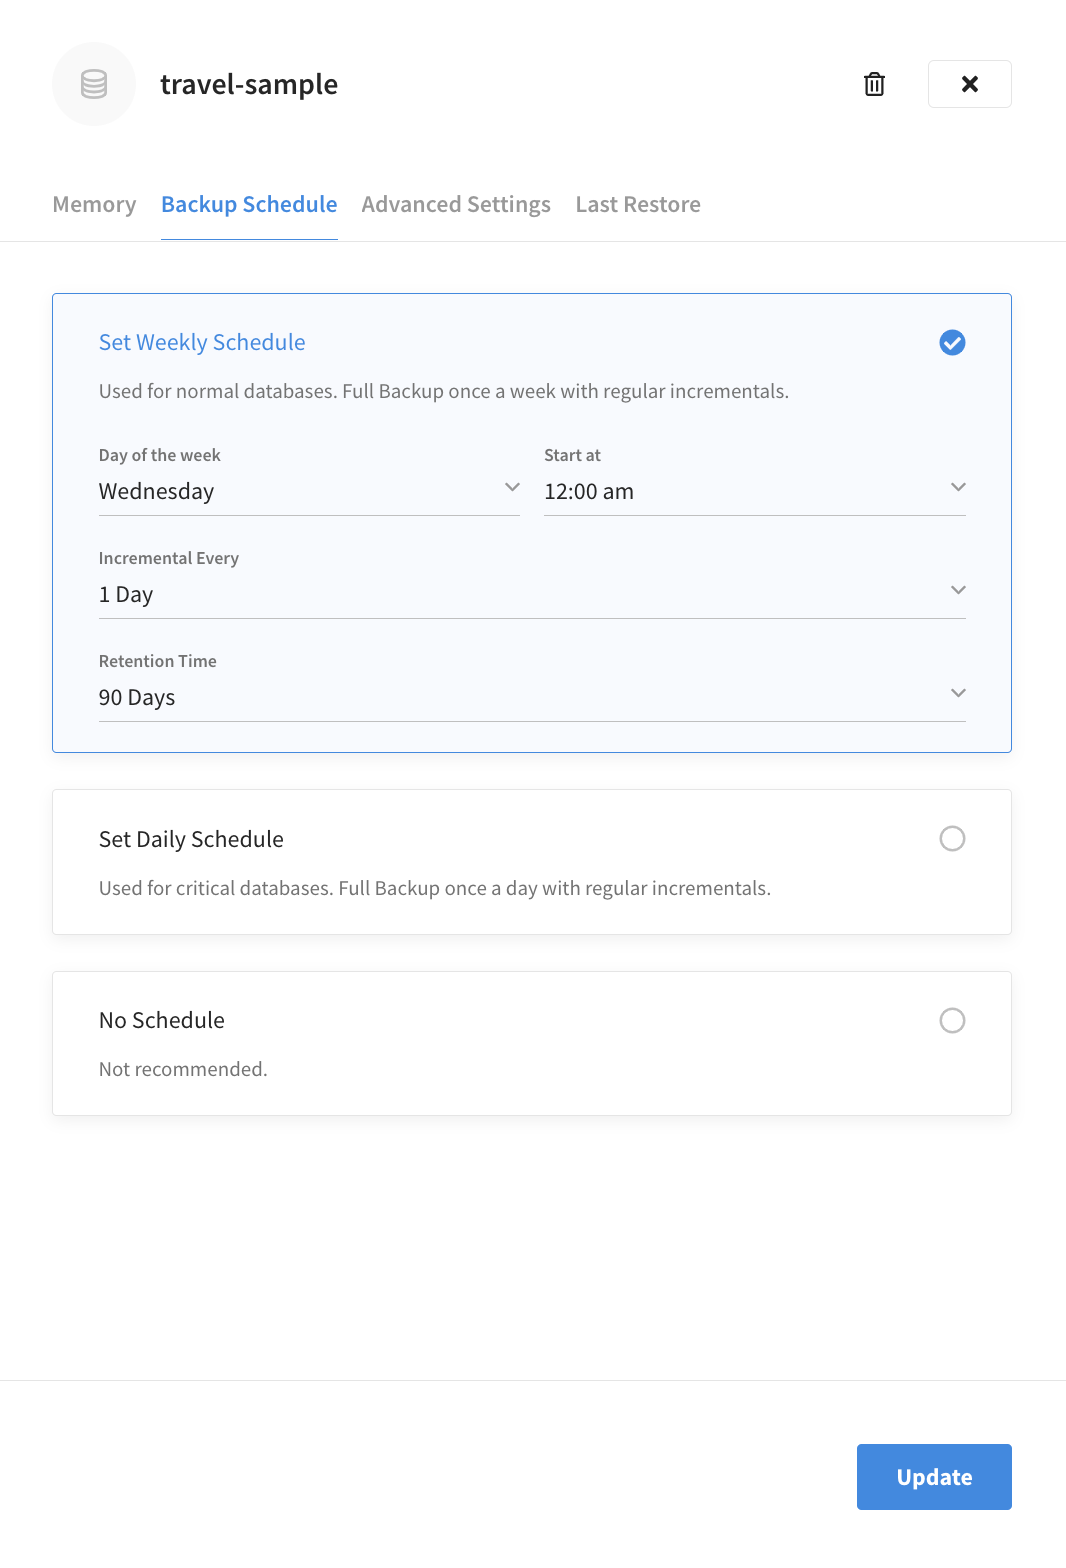 travel-sample
Memory Backup Schedule Advanced Settings Last Restore
Set Weekly Schedule
Used for normal databases. Full Backup once a week with regular incrementals.
Day of the week Start at
Wednesday 12:00 am
Incremental Every
1 Day
Retention Time
90 Days
Set Daily Schedule
Used for critical databases. Full Backup once a day with regular incrementals.
No Schedule
Not recommended.
Update